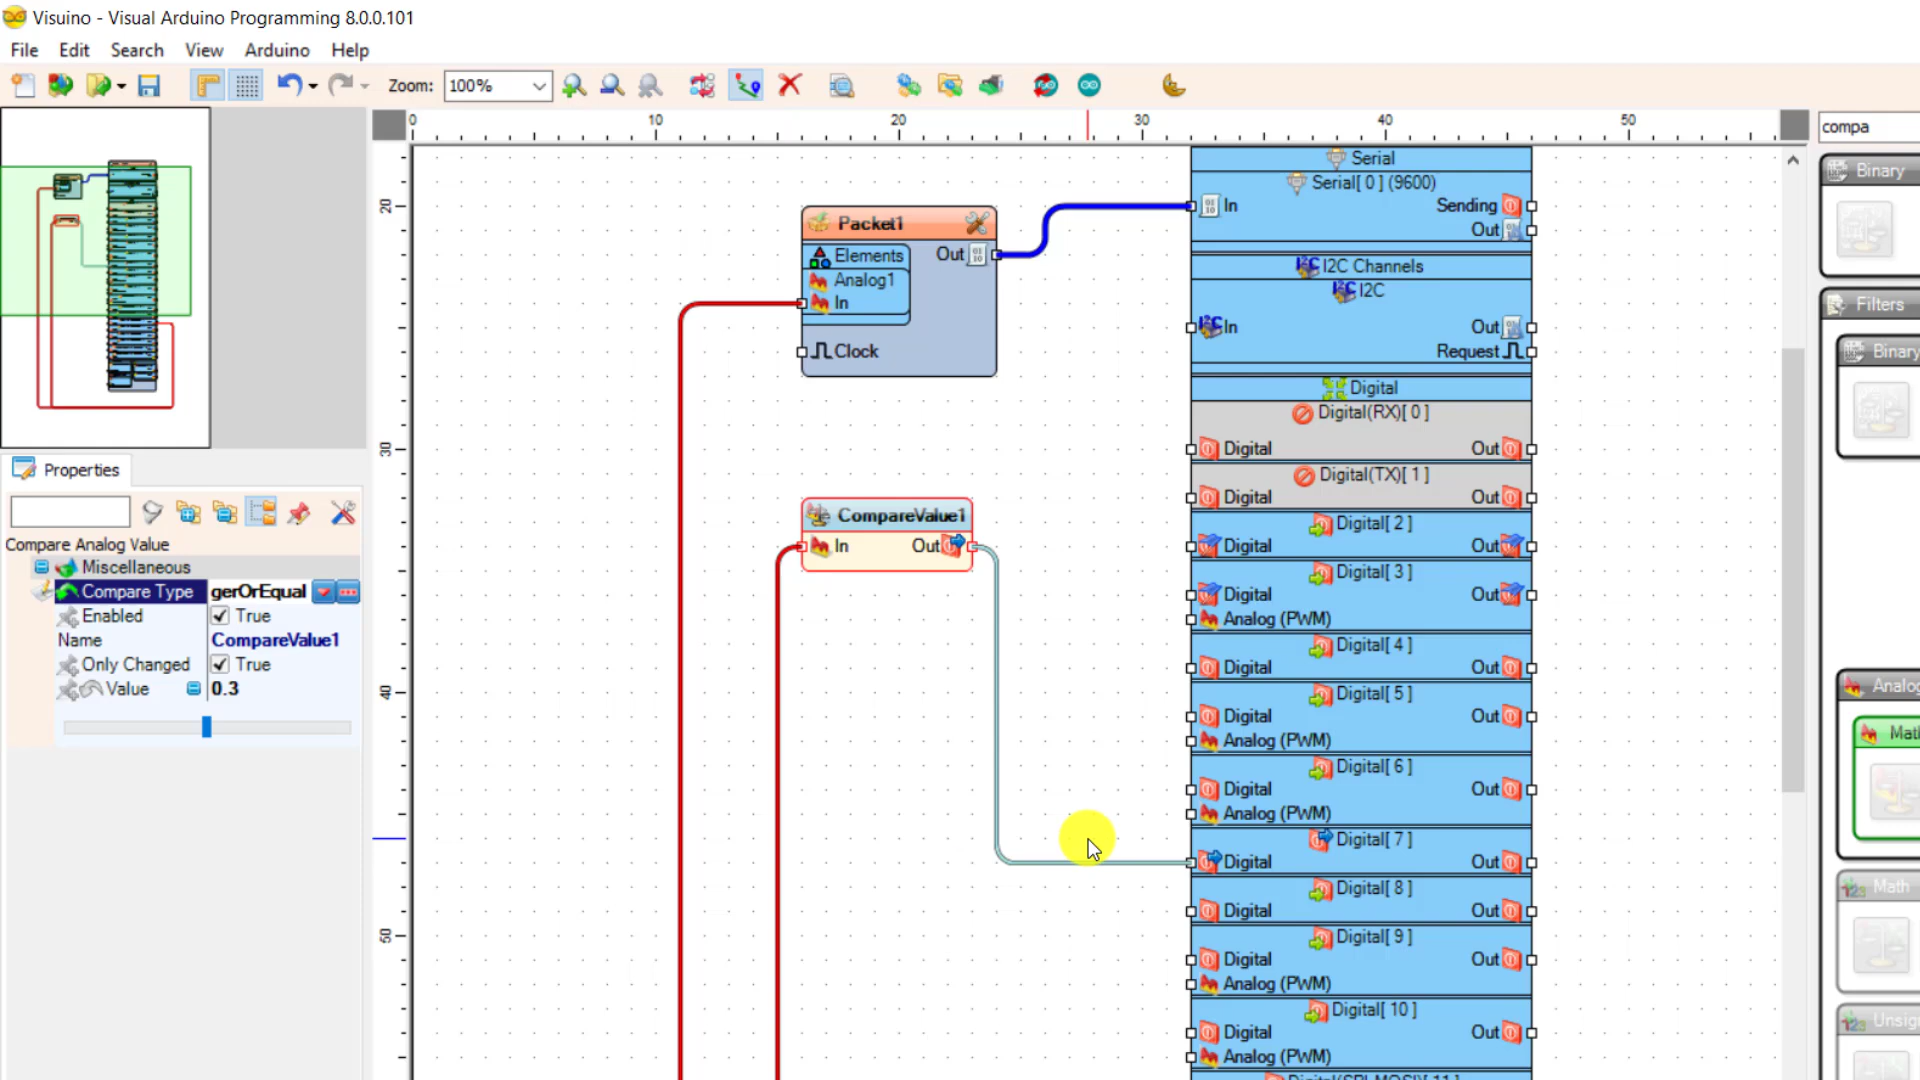 Visuino - Visual Arduino Programming 8.0.0.101
File Edit Search View Arduino Help
Zoom: 100%
0 10 20 30 40 50
compa
Binary
Filters
Binary
Analog
Math
Math
Unsig
20
30
40
50
Properties
Compare Analog Value
Miscellaneous
Compare Type gerOrEqual
Enabled True
Name CompareValue1
Only Changed True
Value 0.3
Packet1
Elements
Out
Analog1
In
Clock
CompareValue1
In Out
Serial
Serial[ 0 ] (9600)
In Sending
Out
I2C Channels
I2C
In Out
Request
Digital
Digital(RX)[ 0 ]
Digital Out
Digital(TX)[ 1 ]
Digital Out
Digital[ 2 ]
Digital Out
Digital[ 3 ]
Digital Out
Analog (PWM)
Digital[ 4 ]
Digital Out
Digital[ 5 ]
Digital Out
Analog (PWM)
Digital[ 6 ]
Digital Out
Analog (PWM)
Digital[ 7 ]
Digital Out
Digital[ 8 ]
Digital Out
Digital[ 9 ]
Digital Out
Analog (PWM)
Digital[ 10 ]
Digital Out
Analog (PWM)